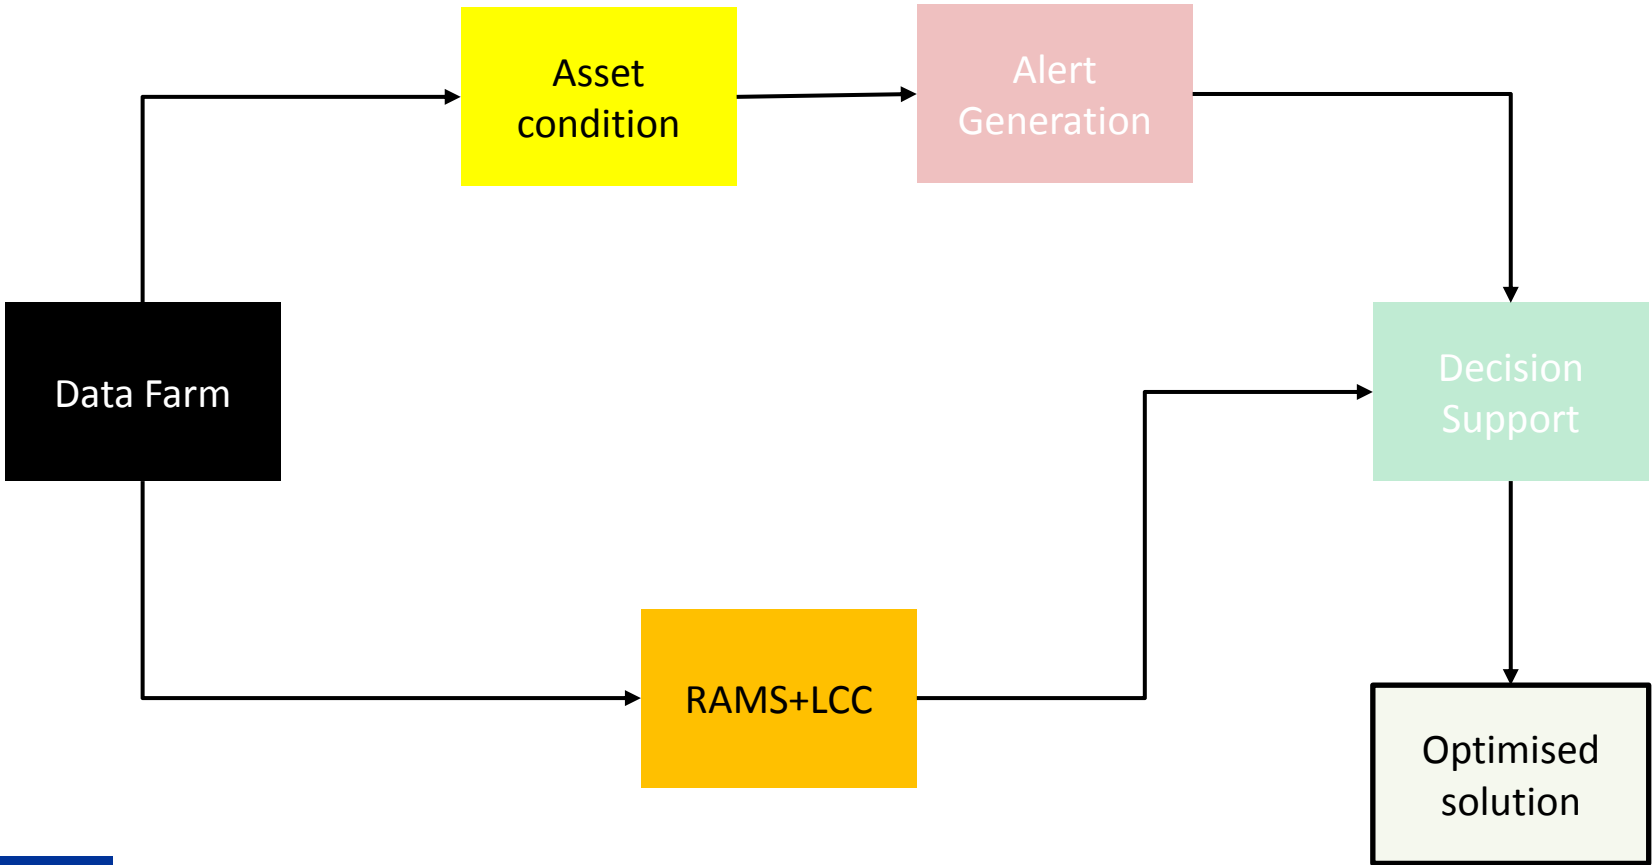 Asset
condition
Alert
Generation
Data Farm
Decision
Support
RAMS+LCC
Optimised
solution